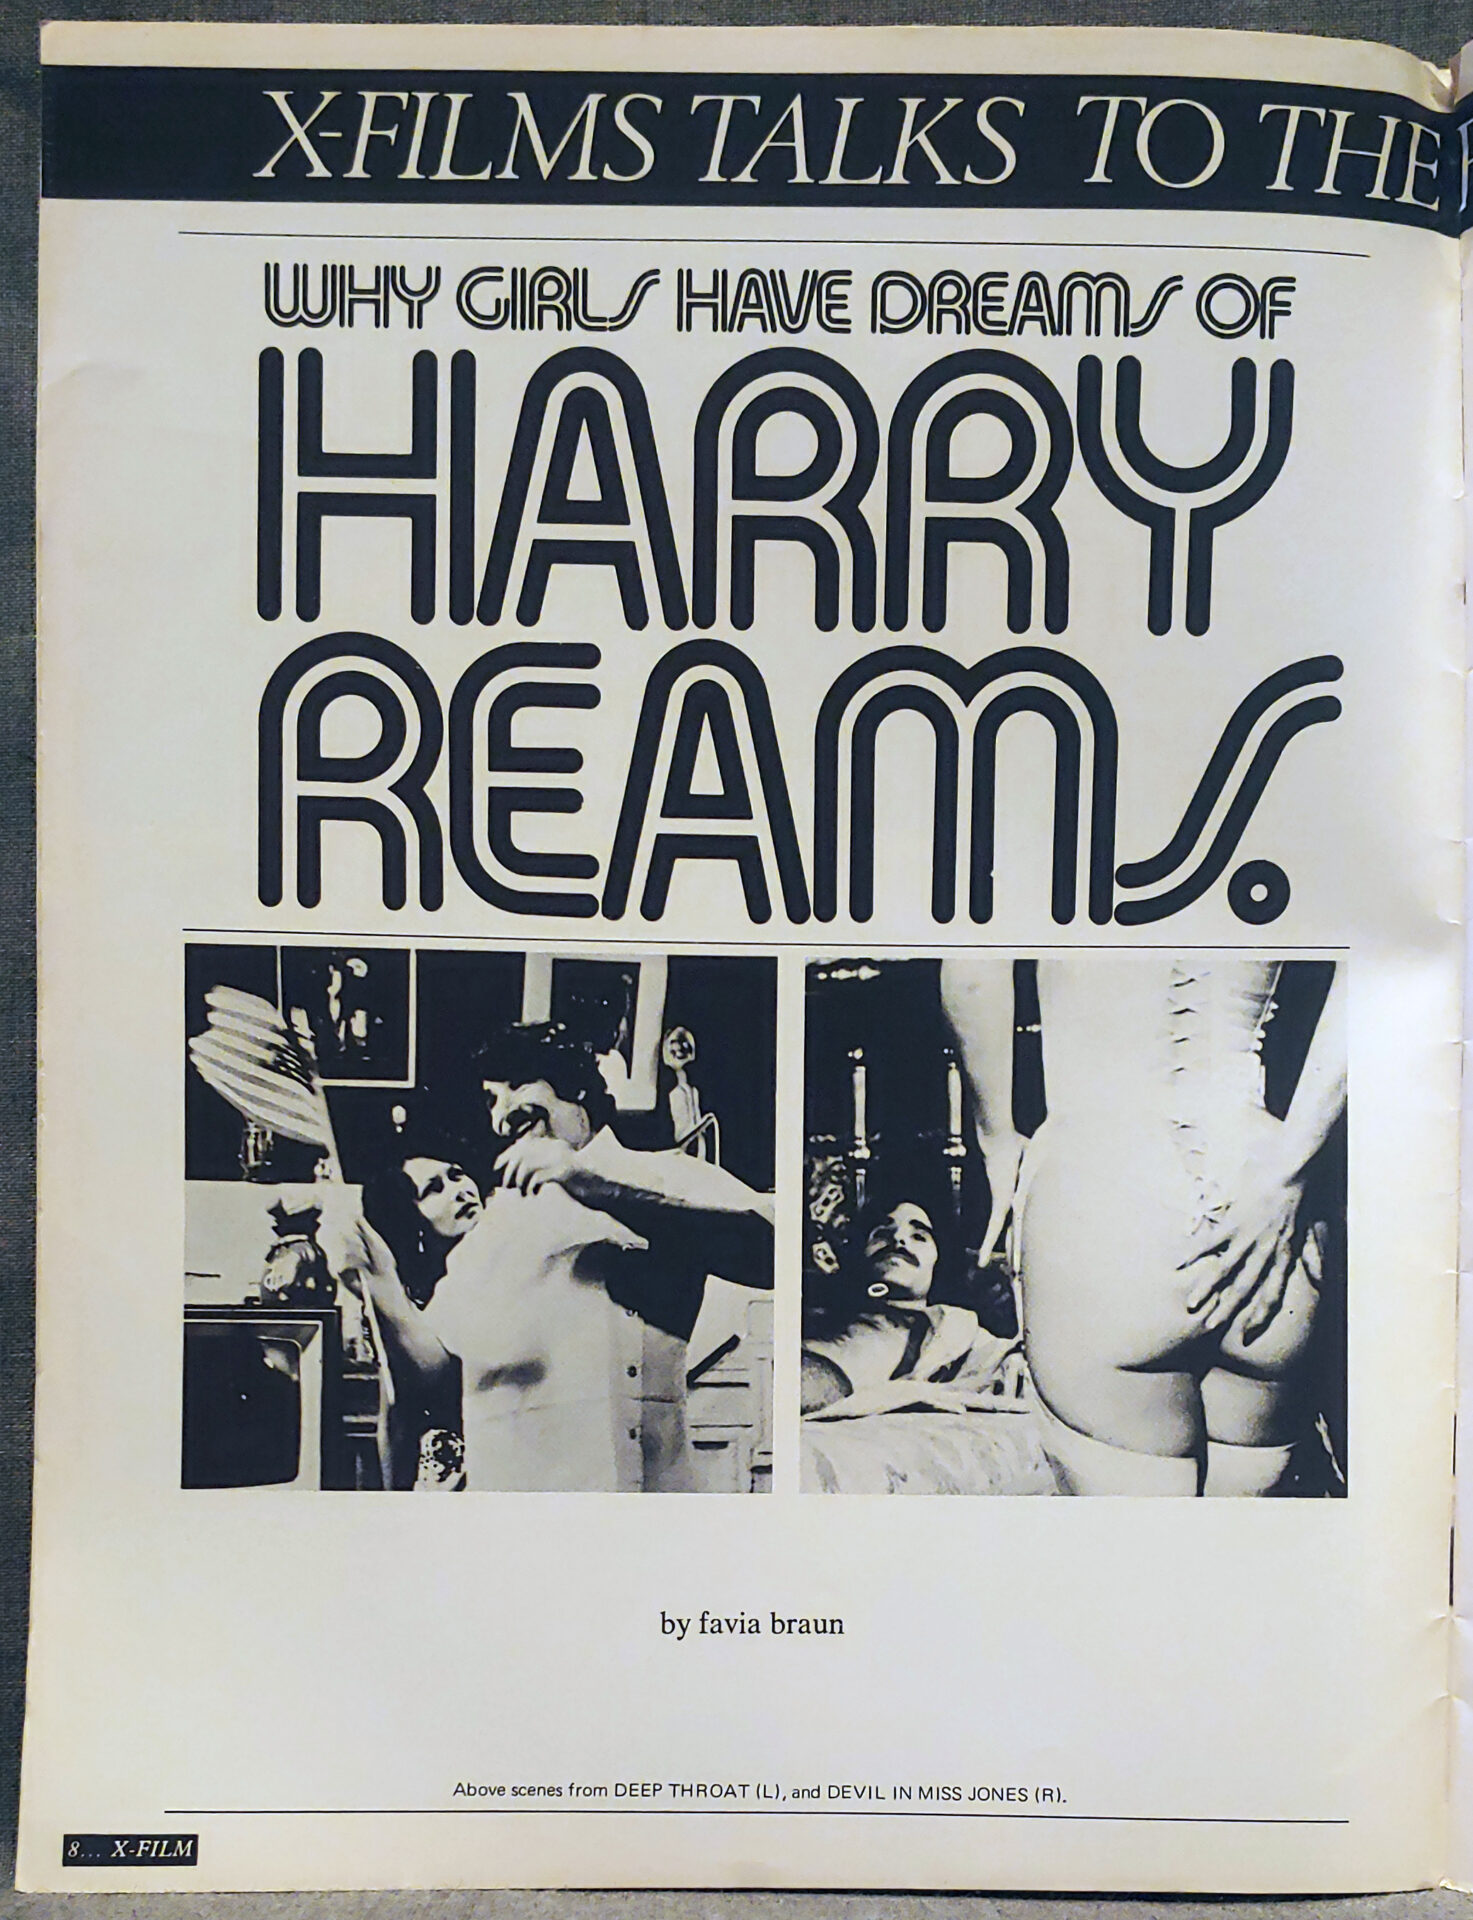 X-FILMS TALKS TO THE
WHY GIRLS HAVE DREAMS OF
HARRY
REAMS.
by favia braun
Above scenes from DEEP THROAT (L), and DEVIL IN MISS JONES (R).
8... X-FILM